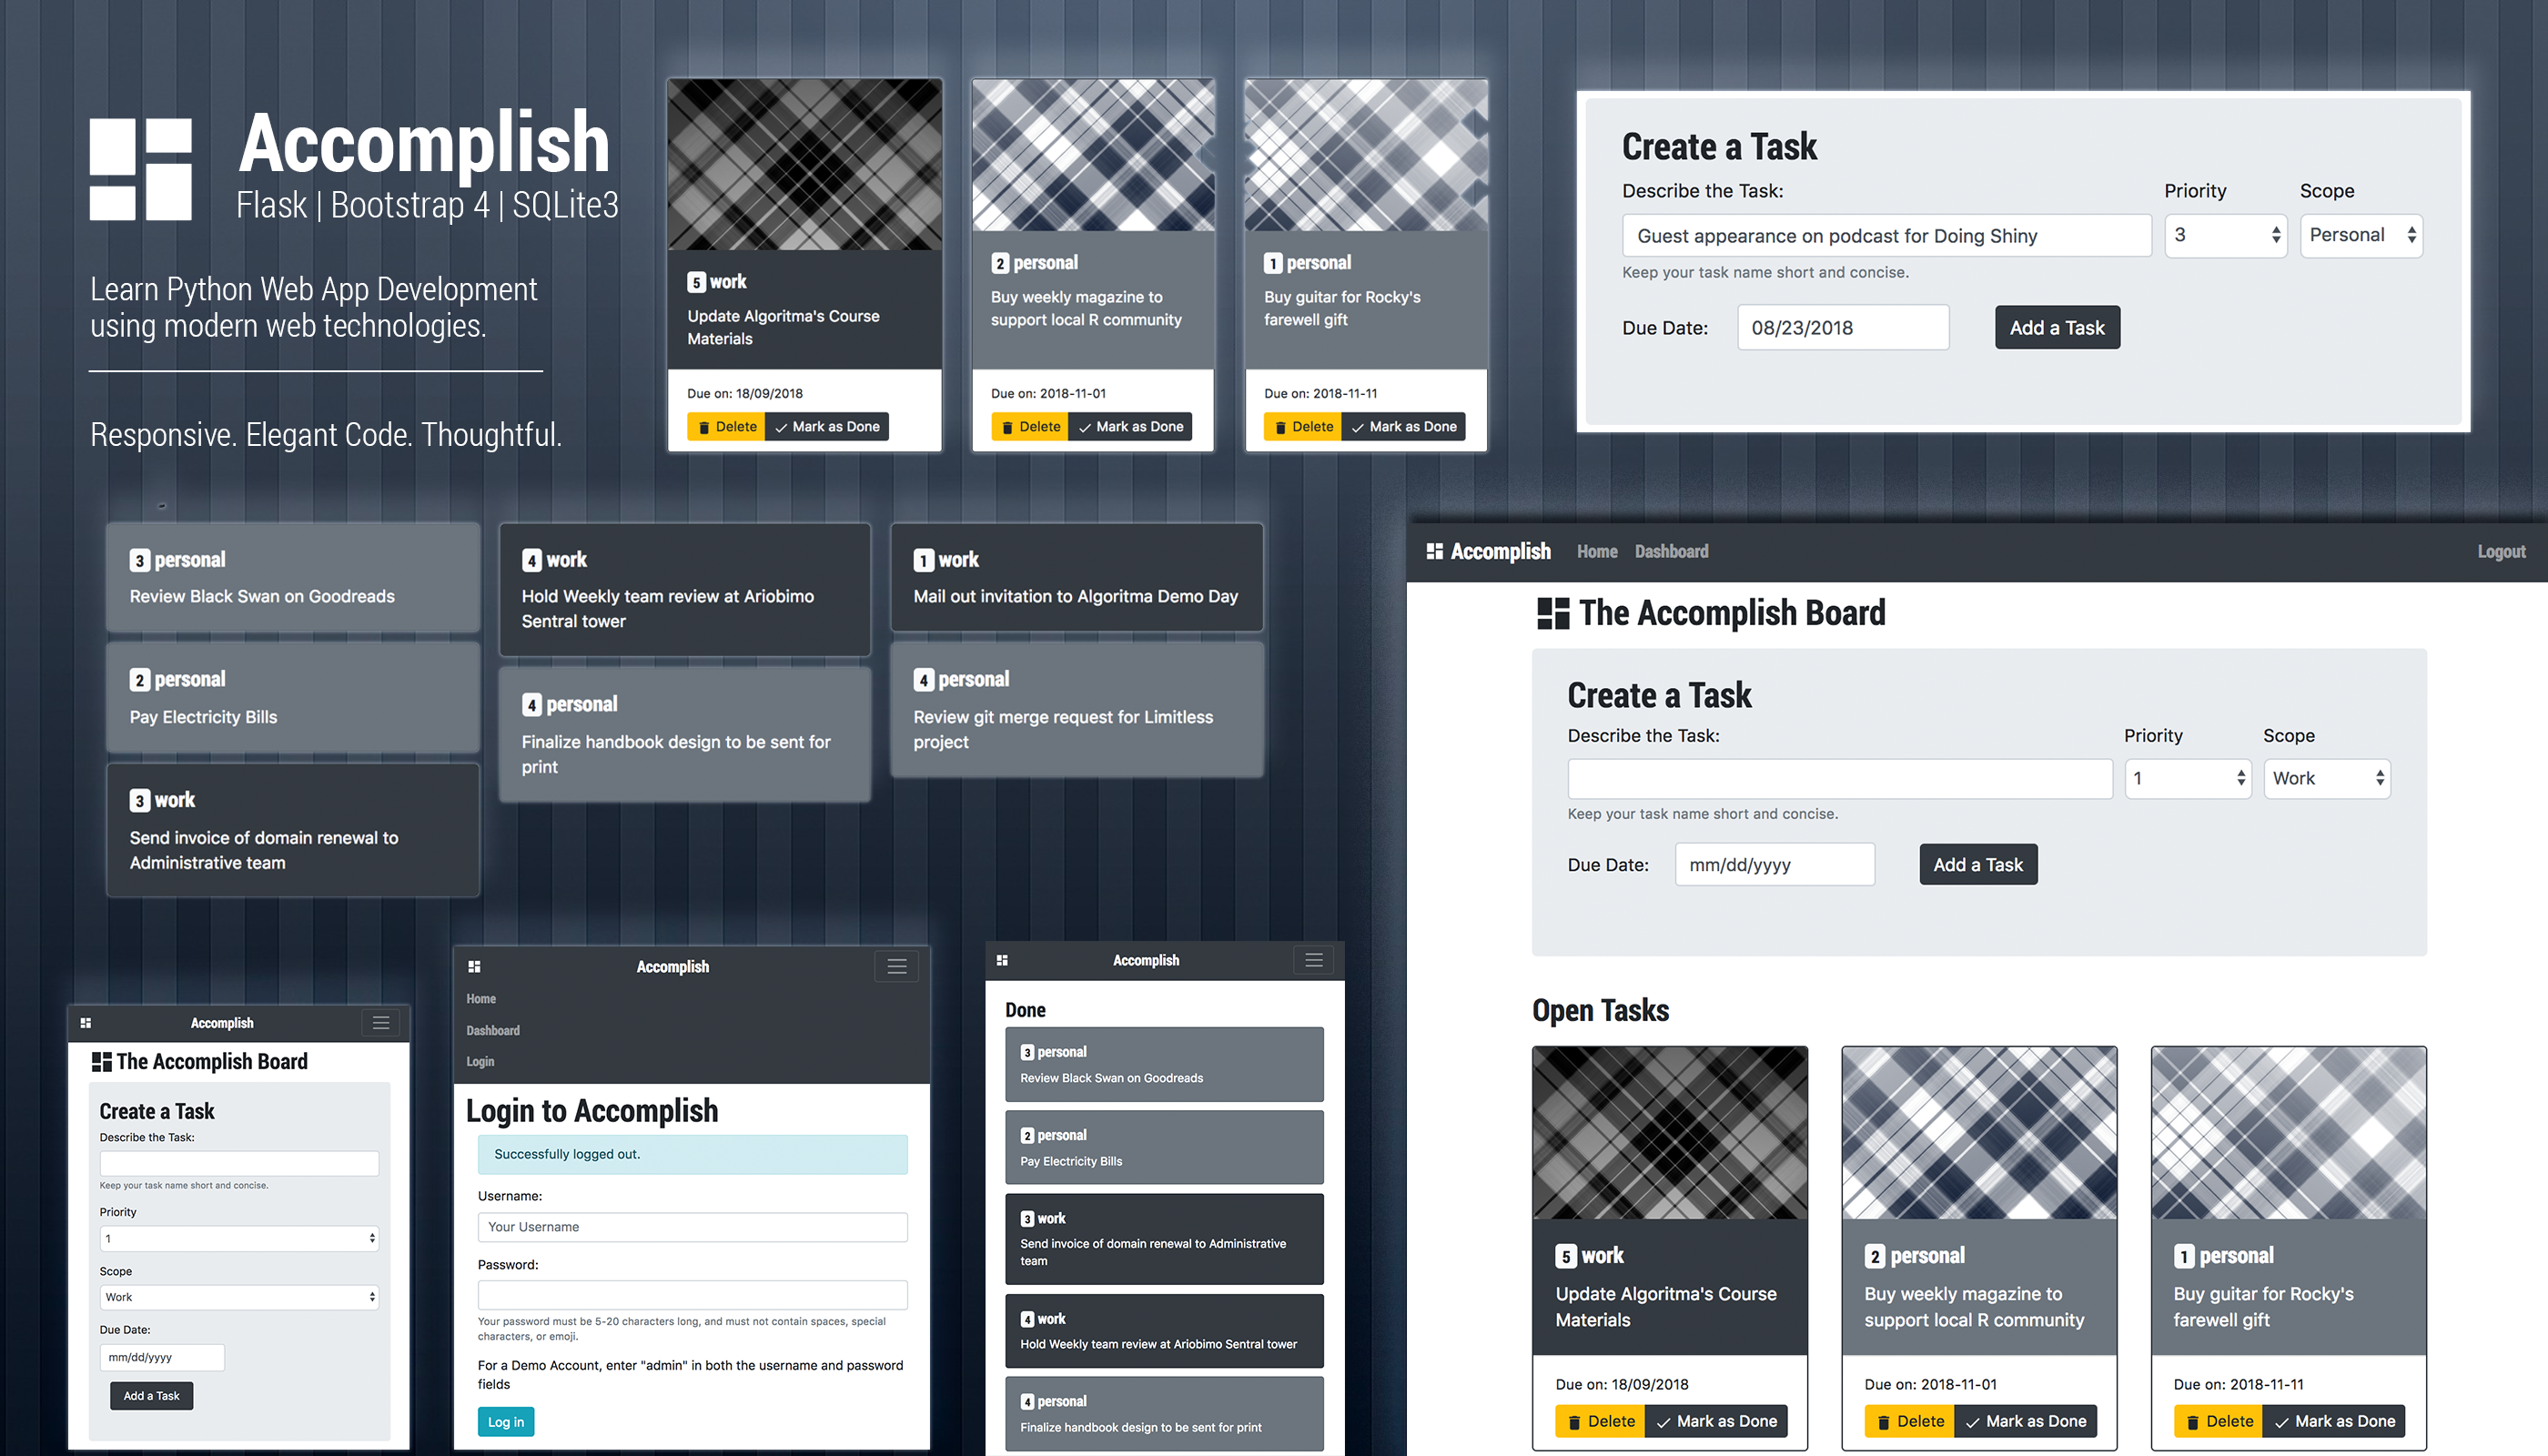 Accomplish
Flask | Bootstrap 4 | SQLite3
Learn Python Web App Development
using modern web technologies.
Responsive. Elegant Code. Thoughtful.
5 work
Update Algoritma's Course
Materials
Due on: 18/09/2018
Delete Mark as Done
2 personal
Buy weekly magazine to
support local R community
Due on: 2018-11-01
Delete Mark as Done
1 personal
Buy guitar for Rocky's
farewell gift
Due on: 2018-11-11
Delete Mark as Done
Create a Task
Describe the Task: Priority Scope
Guest appearance on podcast for Doing Shiny 3 Personal
Keep your task name short and concise.
Due Date: 08/23/2018 Add a Task
3 personal
Review Black Swan on Goodreads
2 personal
Pay Electricity Bills
3 work
Send invoice of domain renewal to
Administrative team
4 work
Hold Weekly team review at Ariobimo
Sentral tower
4 personal
Finalize handbook design to be sent for
print
1 work
Mail out invitation to Algoritma Demo Day
4 personal
Review git merge request for Limitless
project
Accomplish
The Accomplish Board
Create a Task
Describe the Task:
Keep your task name short and concise.
Priority
1
Scope
Work
Due Date:
mm/dd/yyyy
Add a Task
Accomplish
Home
Dashboard
Login
Login to Accomplish
Successfully logged out.
Username:
Your Username
Password:
Your password must be 5-20 characters long, and must not contain spaces, special
characters, or emoji.
For a Demo Account, enter "admin" in both the username and password
fields
Log in
Accomplish
Done
3 personal
Review Black Swan on Goodreads
2 personal
Pay Electricity Bills
3 work
Send invoice of domain renewal to Administrative
team
4 work
Hold Weekly team review at Ariobimo Sentral tower
4 personal
Finalize handbook design to be sent for print
Accomplish Home Dashboard Logout
The Accomplish Board
Create a Task
Describe the Task: Priority Scope
1 Work
Keep your task name short and concise.
Due Date: mm/dd/yyyy Add a Task
Open Tasks
5 work
Update Algoritma's Course
Materials
Due on: 18/09/2018
Delete Mark as Done
2 personal
Buy weekly magazine to
support local R community
Due on: 2018-11-01
Delete Mark as Done
1 personal
Buy guitar for Rocky's
farewell gift
Due on: 2018-11-11
Delete Mark as Done